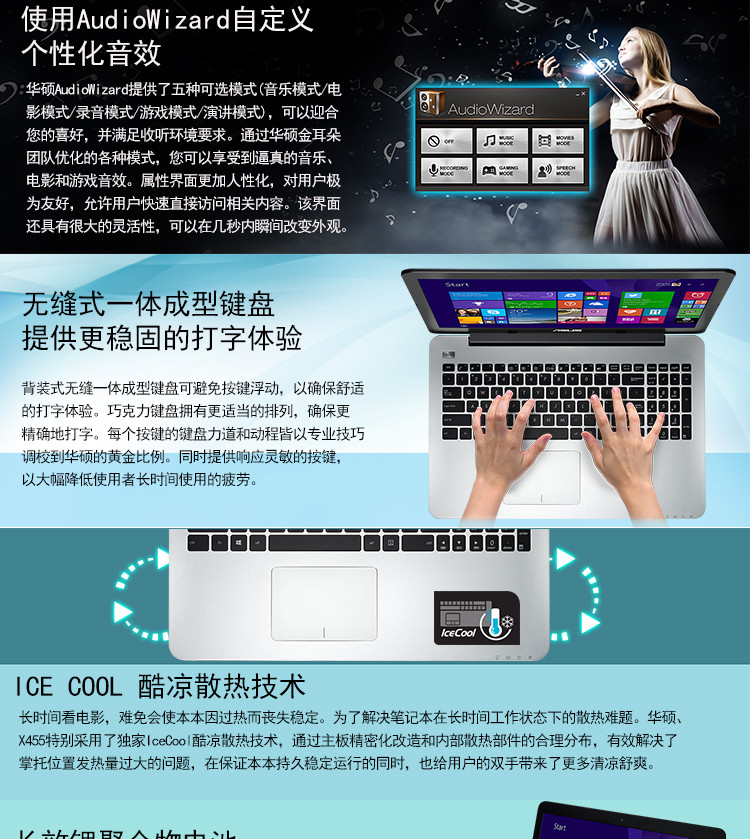 使用AudioWizard自定义
个性化音效
华硕AudioWizard提供了五种可选模式(音乐模式/电
影模式/录音模式/游戏模式/演讲模式)，可以迎合
您的喜好，并满足收听环境要求。通过华硕金耳朵
团队优化的各种模式，您可以享受到逼真的音乐、
电影和游戏音效。属性界面更加人性化，对用户极
为友好，允许用户快速直接访问相关内容。该界面
还具有很大的灵活性，可以在几秒内瞬间改变外观。
AudioWizard
OFF
MUSIC MODE
MOVIES MODE
RECORDING MODE
GAMING MODE
SPEECH MODE
无缝式一体成型键盘
提供更稳固的打字体验
背装式无缝一体成型键盘可避免按键浮动，以确保舒适
的打字体验。巧克力键盘拥有更适当的排列，确保更
精确地打字。每个按键的键盘力道和动程皆以专业技巧
调校到华硕的黄金比例。同时提供响应灵敏的按键，
以大幅降低使用者长时间使用的疲劳。
Start
ASUS
IceCool
ICE COOL 酷凉散热技术
长时间看电影，难免会使本本因过热而丧失稳定。为了解决笔记本在长时间工作状态下的散热难题。华硕、
X455特别采用了独家IceCool酷凉散热技术，通过主板精密化改造和内部散热部件的合理分布，有效解决了
掌托位置发热量过大的问题，在保证本本持久稳定运行的同时，也给用户的双手带来了更多清凉舒爽。
长效锂聚合物电池
Start